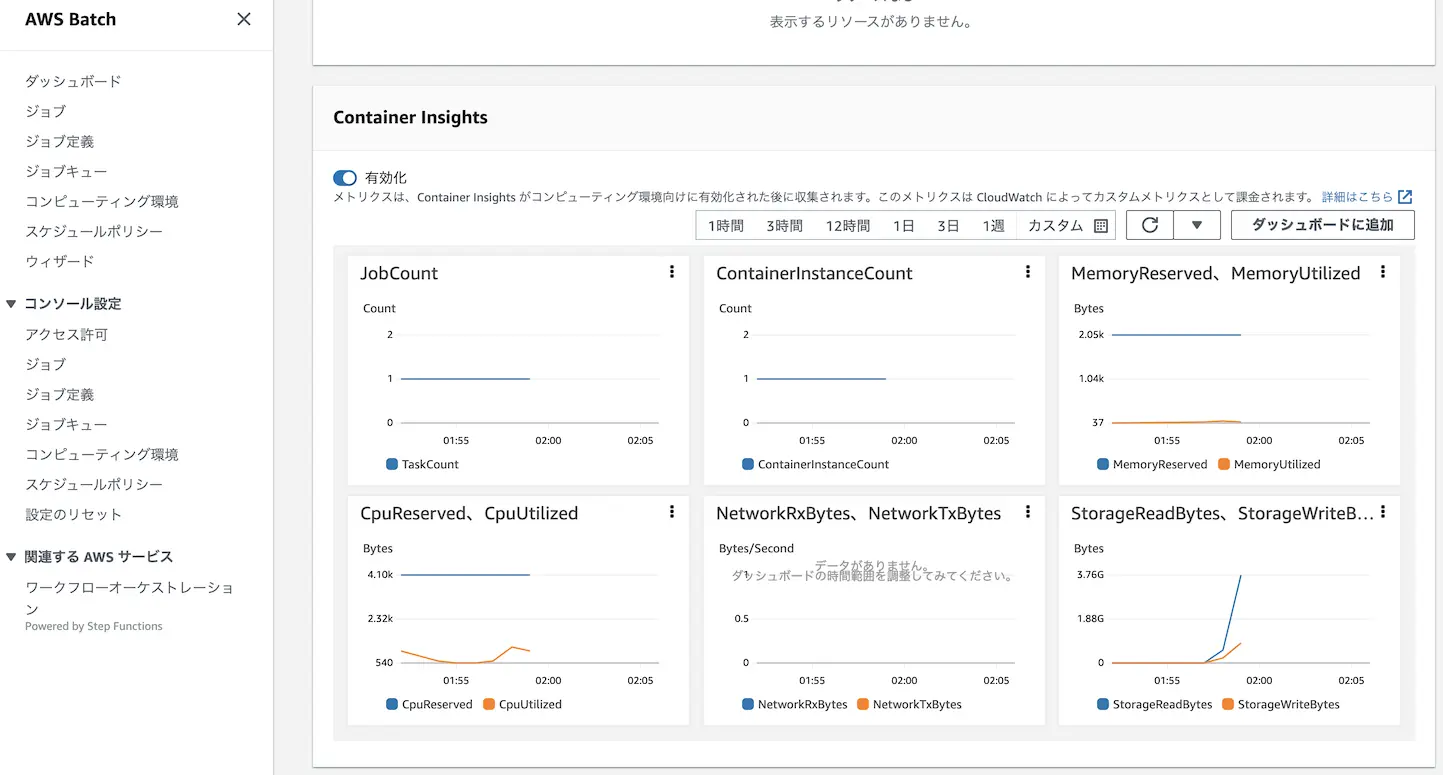 AWS Batch
ダッシュボード
ジョブ
ジョブ定義
ジョブキュー
コンピューティング環境
スケジュールポリシー
ウィザード
コンソール設定
アクセス許可
ジョブ
ジョブ定義
ジョブキュー
コンピューティング環境
スケジュールポリシー
設定のリセット
関連する AWS サービス
ワークフローオーケストレーショ
ン
Powered by Step Functions
表示するリソースがありません。
Container Insights
有効化
メトリクスは、Container Insights がコンピューティング環境向けに有効化された後に収集されます。このメトリクスは CloudWatch によってカスタムメトリクスとして課金されます。 詳細はこちら
1時間 3時間 12時間 1日 3日 1週 カスタム ダッシュボードに追加
JobCount
Count
2
1
0
01:55 02:00 02:05
TaskCount
ContainerInstanceCount
Count
2
1
0
01:55 02:00 02:05
ContainerInstanceCount
MemoryReserved、MemoryUtilized
Bytes
2.05k
1.04k
37
01:55 02:00 02:05
MemoryReserved MemoryUtilized
CpuReserved、CpuUtilized
Bytes
4.10k
2.32k
540
01:55 02:00 02:05
CpuReserved CpuUtilized
NetworkRxBytes、NetworkTxBytes
Bytes/Second
データがありません。
ダッシュボードの時間範囲を調整してみてください。
1
0.5
0
01:55 02:00 02:05
NetworkRxBytes NetworkTxBytes
StorageReadBytes、StorageWriteB...
Bytes
3.76G
1.88G
0
01:55 02:00 02:05
StorageReadBytes StorageWriteBytes